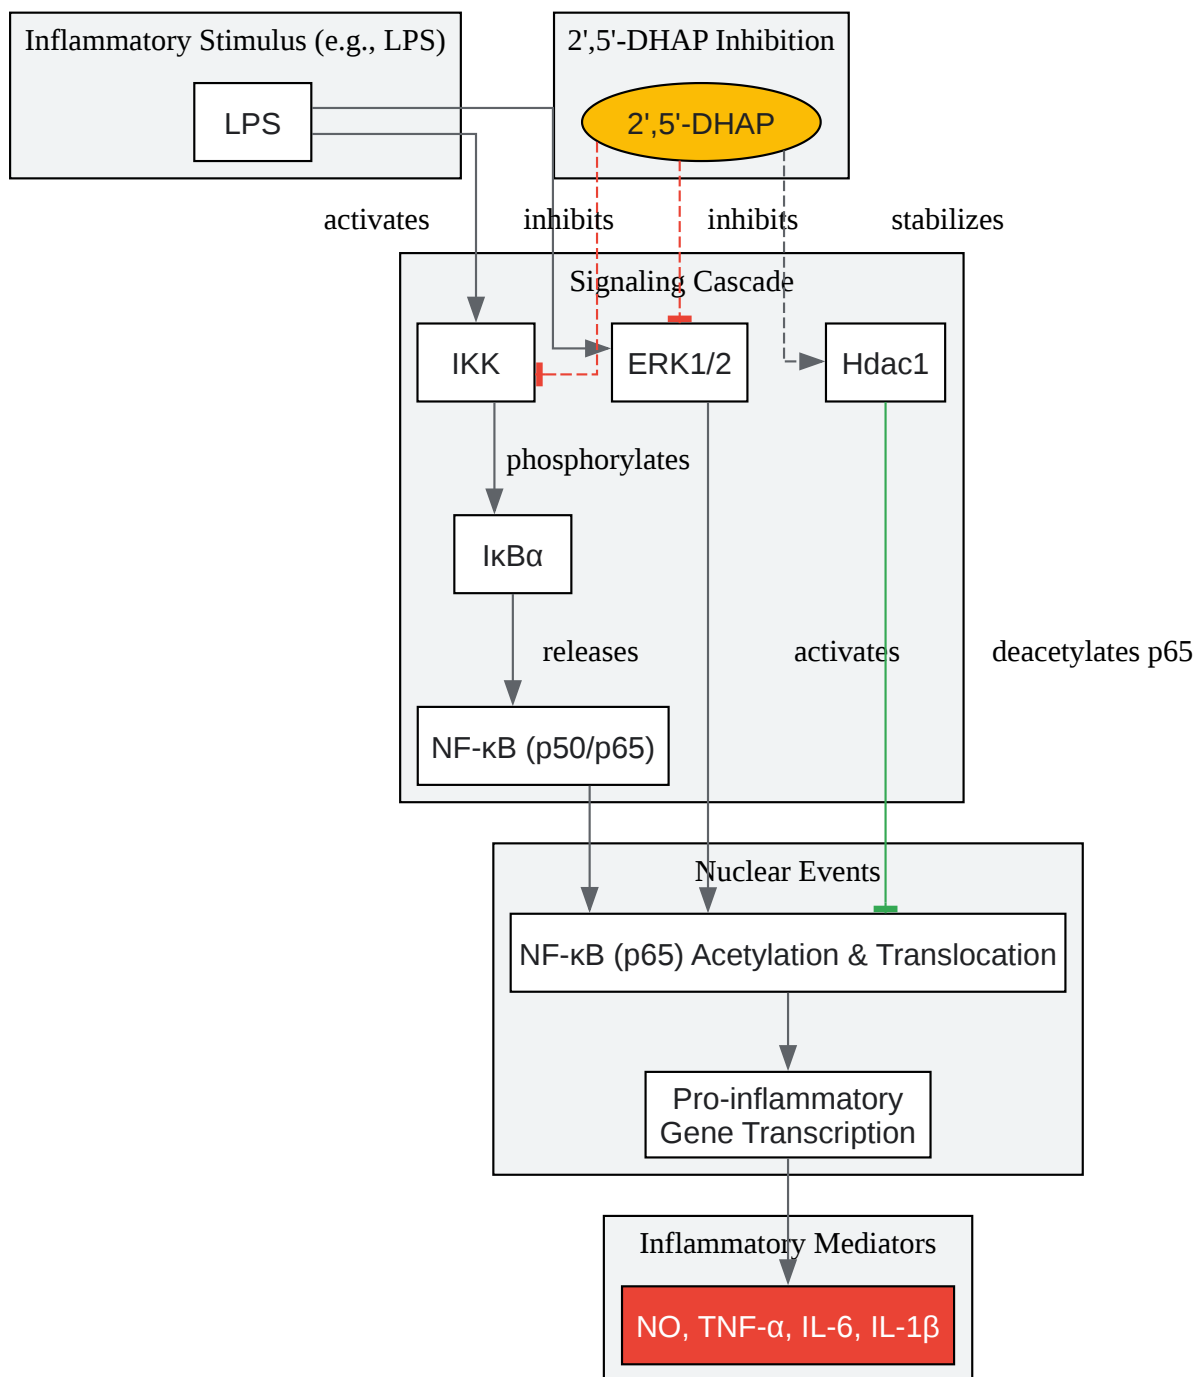 Inflammatory Stimulus (e.g., LPS)
2',5'-DHAP Inhibition
LPS
2',5'-DHAP
activates
inhibits
inhibits
stabilizes
Signaling Cascade
IKK
ERK1/2
Hdac1
phosphorylates
IκBα
releases
activates
deacetylates p65
NF-κB (p50/p65)
Nuclear Events
NF-κB (p65) Acetylation & Translocation
Pro-inflammatory
Gene Transcription
Inflammatory Mediators
NO, TNF-α, IL-6, IL-1β